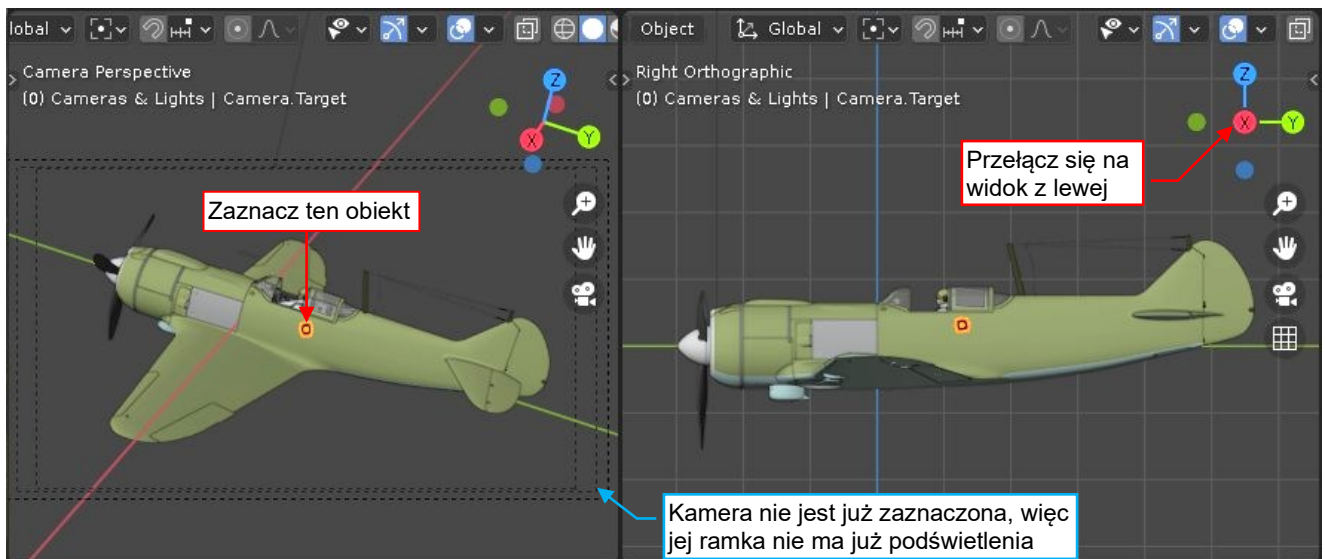 lobal
Camera Perspective
(0) Cameras & Lights | Camera.Target
Z
X
Y
Zaznacz ten obiekt
Object
Global
Right Orthographic
(0) Cameras & Lights | Camera.Target
Z
X
Y
Przełącz się na
widok z lewej
Kamera nie jest już zaznaczona, więc
jej ramka nie ma już podświetlenia